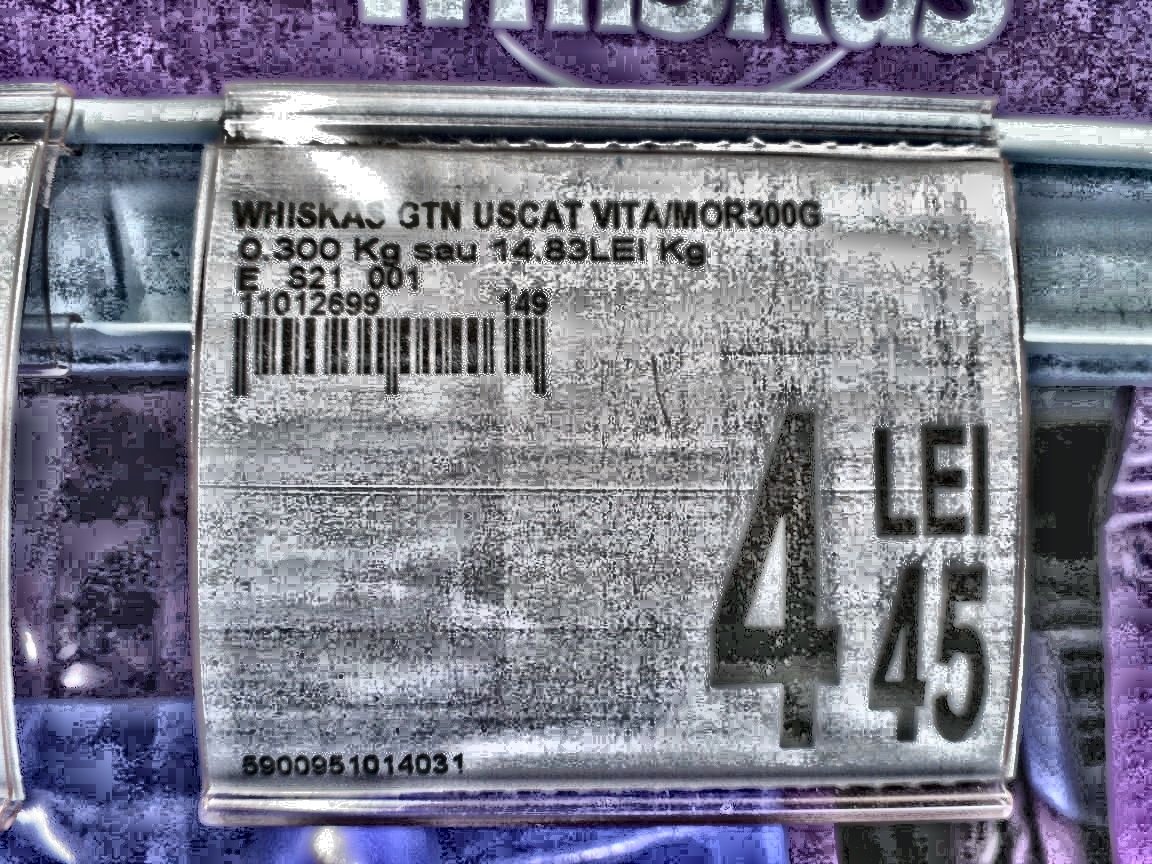 Whiskas
WHISKAS GTN USCAT VITA/MOR300G
0.300 Kg sau 14.83LEI Kg
E S21 001
11012699 149
4 LEI
45
5900951014031